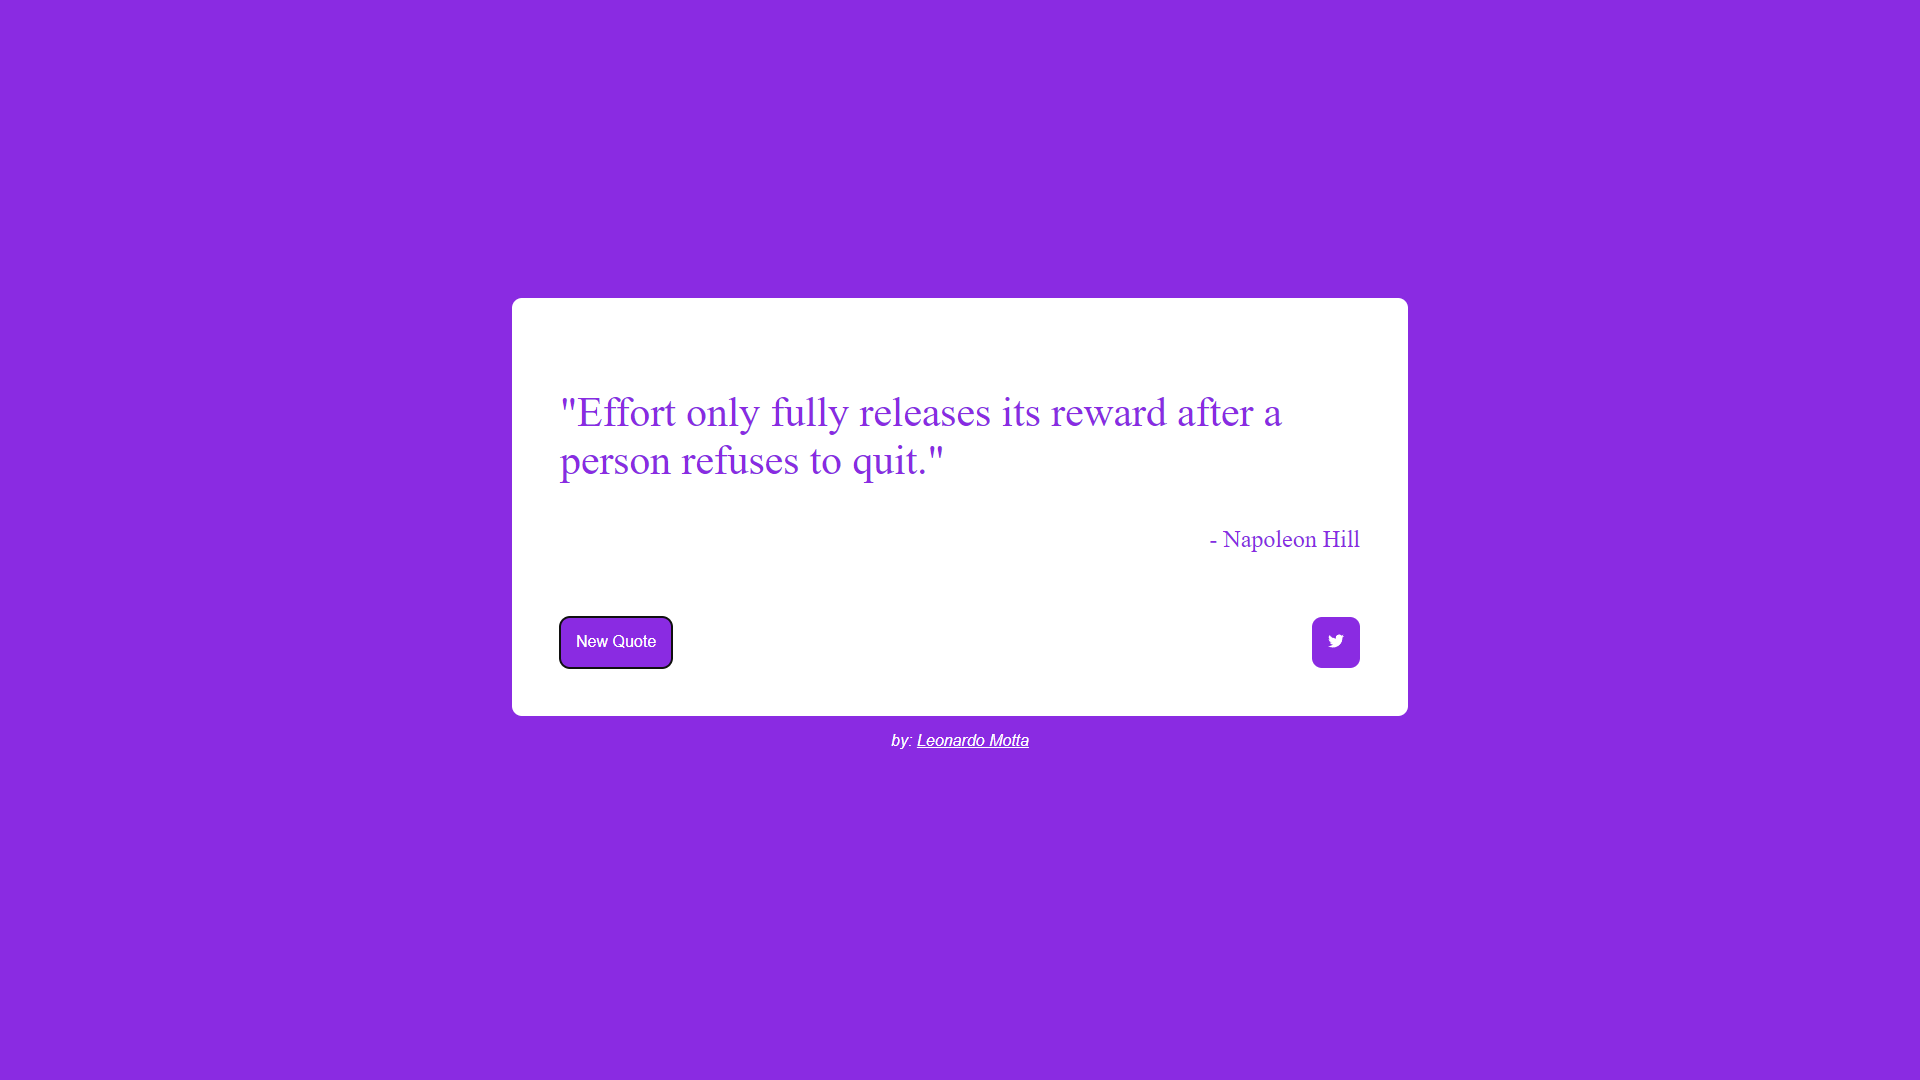 "Effort only fully releases its reward after a
person refuses to quit."
- Napoleon Hill
New Quote
by: Leonardo Motta